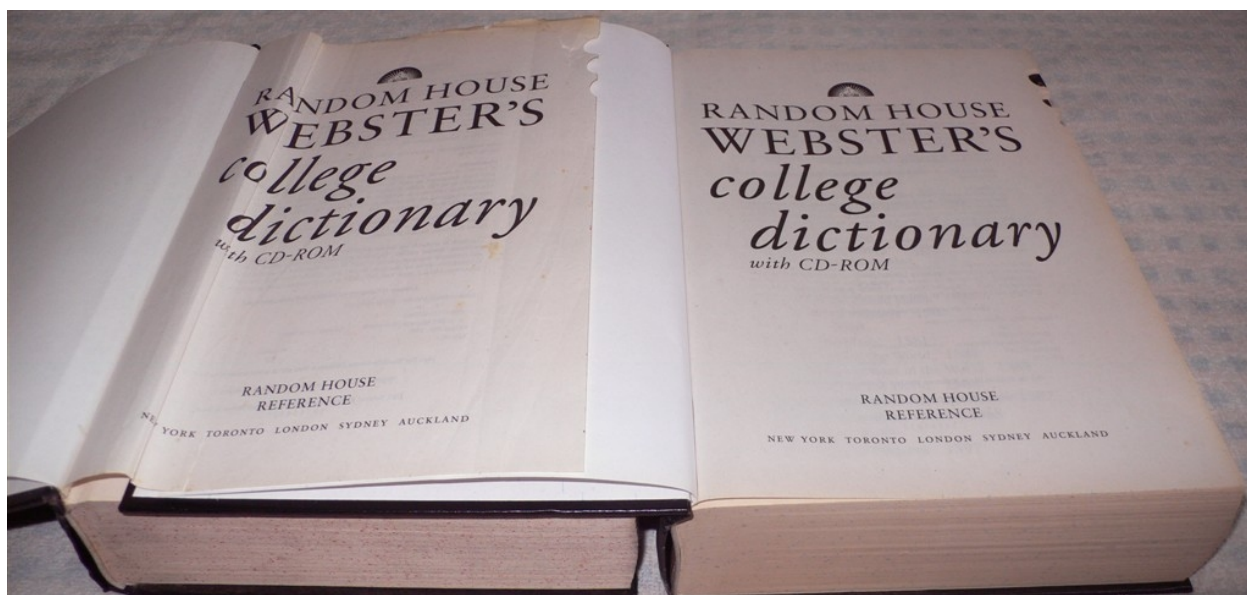 RANDOM HOUSE
WEBSTER'S
college
dictionary
with CD-ROM
RANDOM HOUSE
REFERENCE
NEW YORK TORONTO LONDON SYDNEY AUCKLAND
RANDOM HOUSE
WEBSTER'S
college
dictionary
with CD-ROM
RANDOM HOUSE
REFERENCE
NEW YORK TORONTO LONDON SYDNEY AUCKLAND